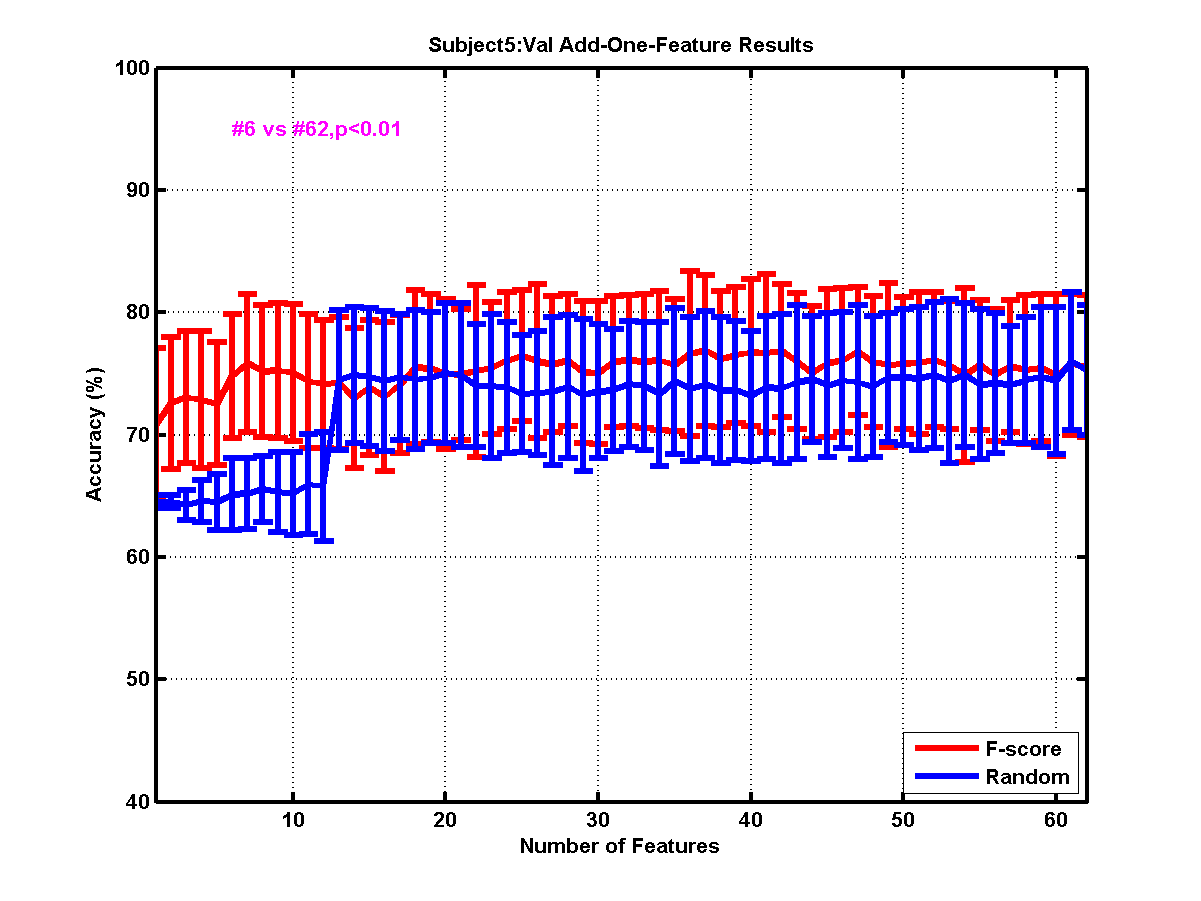 Subject5:Val Add-One-Feature Results
100
#6 vs #62,p<0.01
90
80
70
60
50
40
Accuracy (%)
F-score
Random
10 20 30 40 50 60
Number of Features